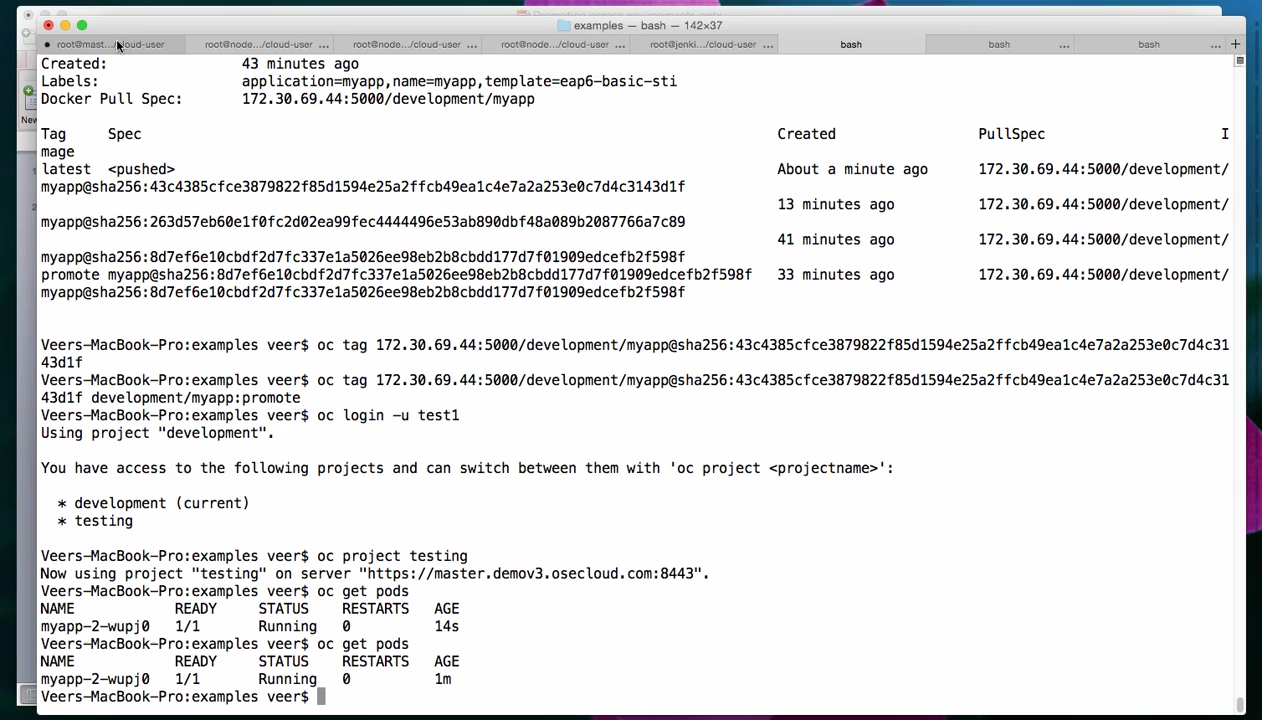 examples — bash — 142×37
root@mast.../cloud-user
root@node.../cloud-user ...
root@node.../cloud-user ...
root@node.../cloud-user ...
root@jenki.../cloud-user ...
bash
bash ...
bash ...
New
Created: 43 minutes ago
Labels: application=myapp,name=myapp,template=eap6-basic-sti
Docker Pull Spec: 172.30.69.44:5000/development/myapp
Tag Spec Created PullSpec I
mage
latest <pushed> About a minute ago 172.30.69.44:5000/development/
myapp@sha256:43c4385cfce3879822f85d1594e25a2ffcb49ea1c4e7a2a253e0c7d4c3143d1f
13 minutes ago 172.30.69.44:5000/development/
myapp@sha256:263d57eb60e1f0fc2d02ea99fec4444496e53ab890dbf48a089b2087766a7c89
41 minutes ago 172.30.69.44:5000/development/
myapp@sha256:8d7ef6e10cbdf2d7fc337e1a5026ee98eb2b8cbdd177d7f01909edcefb2f598f
promote myapp@sha256:8d7ef6e10cbdf2d7fc337e1a5026ee98eb2b8cbdd177d7f01909edcefb2f598f 33 minutes ago 172.30.69.44:5000/development/
myapp@sha256:8d7ef6e10cbdf2d7fc337e1a5026ee98eb2b8cbdd177d7f01909edcefb2f598f
Veers-MacBook-Pro:examples veer$ oc tag 172.30.69.44:5000/development/myapp@sha256:43c4385cfce3879822f85d1594e25a2ffcb49ea1c4e7a2a253e0c7d4c31
43d1f
Veers-MacBook-Pro:examples veer$ oc tag 172.30.69.44:5000/development/myapp@sha256:43c4385cfce3879822f85d1594e25a2ffcb49ea1c4e7a2a253e0c7d4c31
43d1f development/myapp:promote
Veers-MacBook-Pro:examples veer$ oc login -u test1
Using project "development".
You have access to the following projects and can switch between them with 'oc project <projectname>':
* development (current)
* testing
Veers-MacBook-Pro:examples veer$ oc project testing
Now using project "testing" on server "https://master.demov3.osecloud.com:8443".
Veers-MacBook-Pro:examples veer$ oc get pods
NAME READY STATUS RESTARTS AGE
myapp-2-wupj0 1/1 Running 0 14s
Veers-MacBook-Pro:examples veer$ oc get pods
NAME READY STATUS RESTARTS AGE
myapp-2-wupj0 1/1 Running 0 1m
Veers-MacBook-Pro:examples veer$